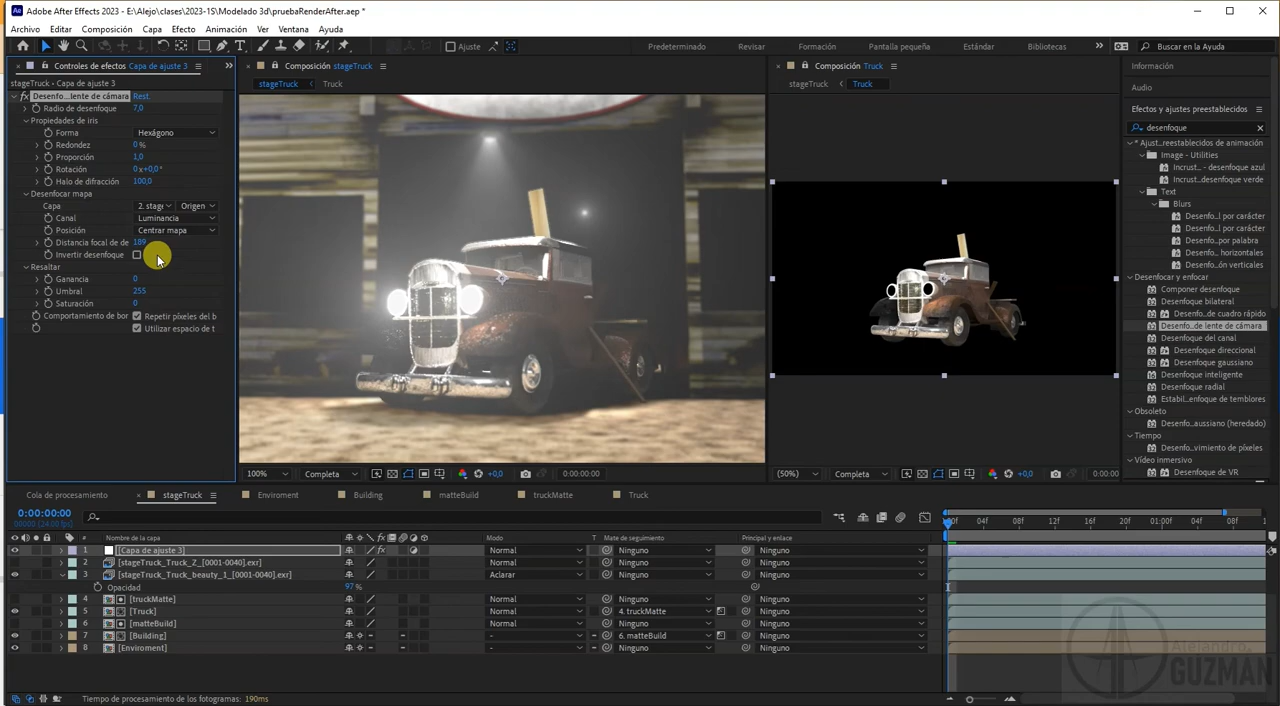 Adobe After Effects 2023 - E:\Alejo\clases\2023-1S\Modelado 3d\pruebaRenderAfter.aep *
Archivo Editar Composición Capa Efecto Animación Ver Ventana Ayuda
Ajuste Predeterminado Revisar Formación Pantalla pequeña Estándar Bibliotecas Buscar en la Ayuda
Controles de efectos Capa de ajuste 3
stageTruck • Capa de ajuste 3
fx Desenfo...lente de cámara Rest.
Radio de desenfoque 7,0
Propiedades de iris
Forma Hexágono
Redondez 0 %
Proporción 1,0
Rotación 0 x+0,0°
Halo de difracción 100,0
Desenfocar mapa
Capa 2. stage Origen
Canal Luminancia
Posición Centrar mapa
Distancia focal de de 189
Invertir desenfoque
Resaltar
Ganancia 0
Umbral 255
Saturación 0
Comportamiento de bor Repetir píxeles del b
Utilizar espacio de t
Composición stageTruck
stageTruck Truck
100% Completa +0,0 0:00:00:00
Composición Truck
stageTruck Truck
(50%) Completa +0,0 0:00:00
Información
Audio
Efectos y ajustes preestablecidos
desenfoque
* Ajust...restablecidos de animación
Image - Utilities
Incrust...desenfoque azul
Incrust...desenfoque verde
Text
Blurs
Desenfo...l por carácter
Desenfo...l por carácter
Desenfo...por palabra
Desenfo... horizontales
Desenfo...ón verticales
Desenfocar y enfocar
Componer desenfoque
Desenfoque bilateral
Desenfo...de cuadro rápido
Desenfo...de lente de cámara
Desenfoque del canal
Desenfoque direccional
Desenfoque gaussiano
Desenfoque inteligente
Desenfoque radial
Estabil...enfoque de temblores
Obsoleto
Desenfo...aussiano (heredado)
Tiempo
Desenfo...vimiento de píxeles
Vídeo inmersivo
Desenfoque de VR
Cola de procesamiento stageTruck Enviroment Building matteBuild truckMatte Truck
0:00:00:00
00000 (24.00 fps)
:00f 04f 08f 12f 16f 20f 01:00f 04f 08f 1
# Nombre de la capa Modo T Mate de seguimiento Principal y enlace
1 [Capa de ajuste 3] Normal Ninguno Ninguno
2 [stageTruck_Truck_Z_[0001-0040].exr] Normal Ninguno Ninguno
3 [stageTruck_Truck_beauty_1_[0001-0040].exr] Aclarar Ninguno Ninguno
Opacidad 97 %
4 [truckMatte] Normal Ninguno Ninguno
5 [Truck] Normal 4. truckMatte Ninguno
6 [matteBuild] Normal Ninguno Ninguno
7 [Building] - 6. matteBuild Ninguno
8 [Enviroment] - Ninguno Ninguno
Tiempo de procesamiento de los fotogramas: 190ms
Alejandro
GUZMAN